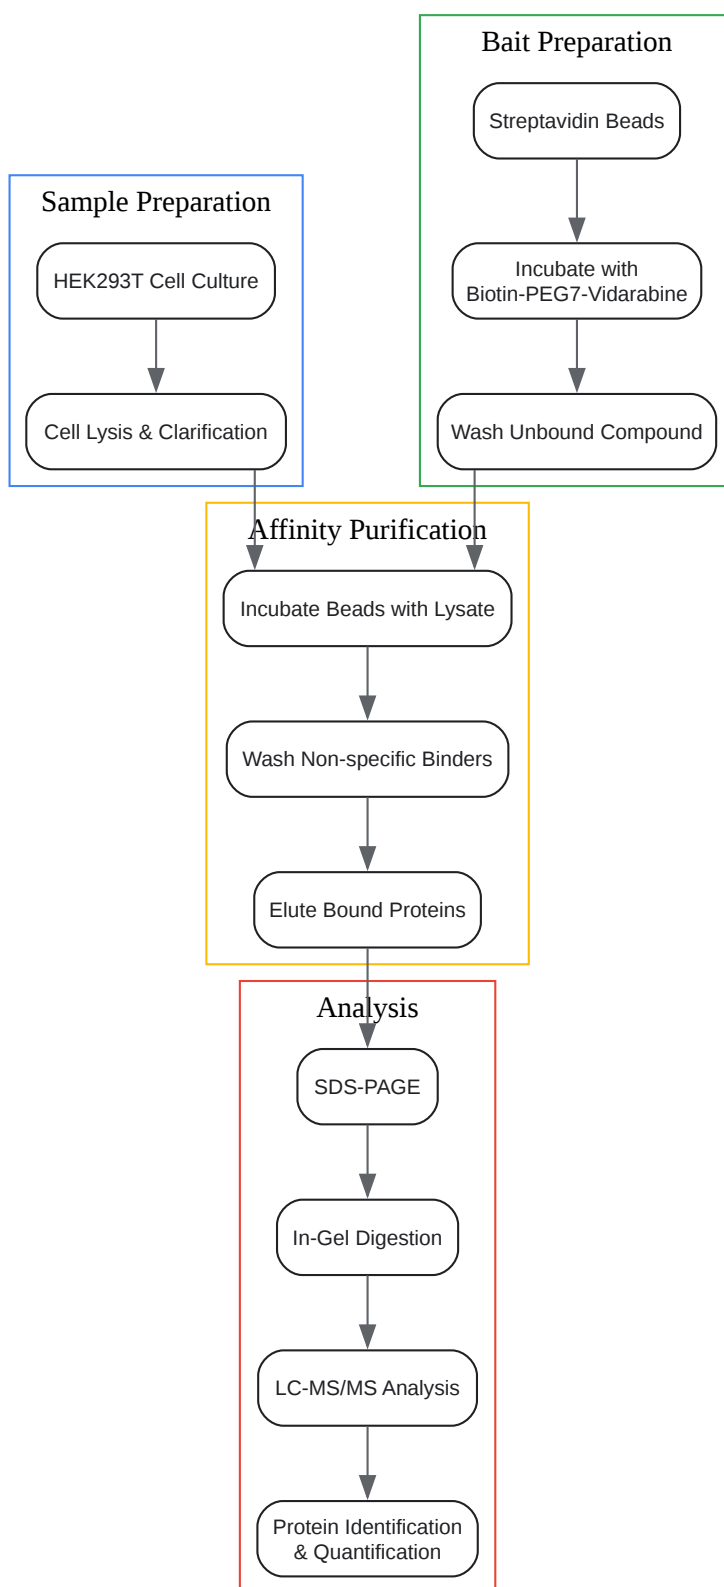 Bait Preparation
Streptavidin Beads
Incubate with
Biotin-PEG7-Vidarabine
Wash Unbound Compound
Sample Preparation
HEK293T Cell Culture
Cell Lysis & Clarification
Affinity Purification
Incubate Beads with Lysate
Wash Non-specific Binders
Elute Bound Proteins
Analysis
SDS-PAGE
In-Gel Digestion
LC-MS/MS Analysis
Protein Identification
& Quantification